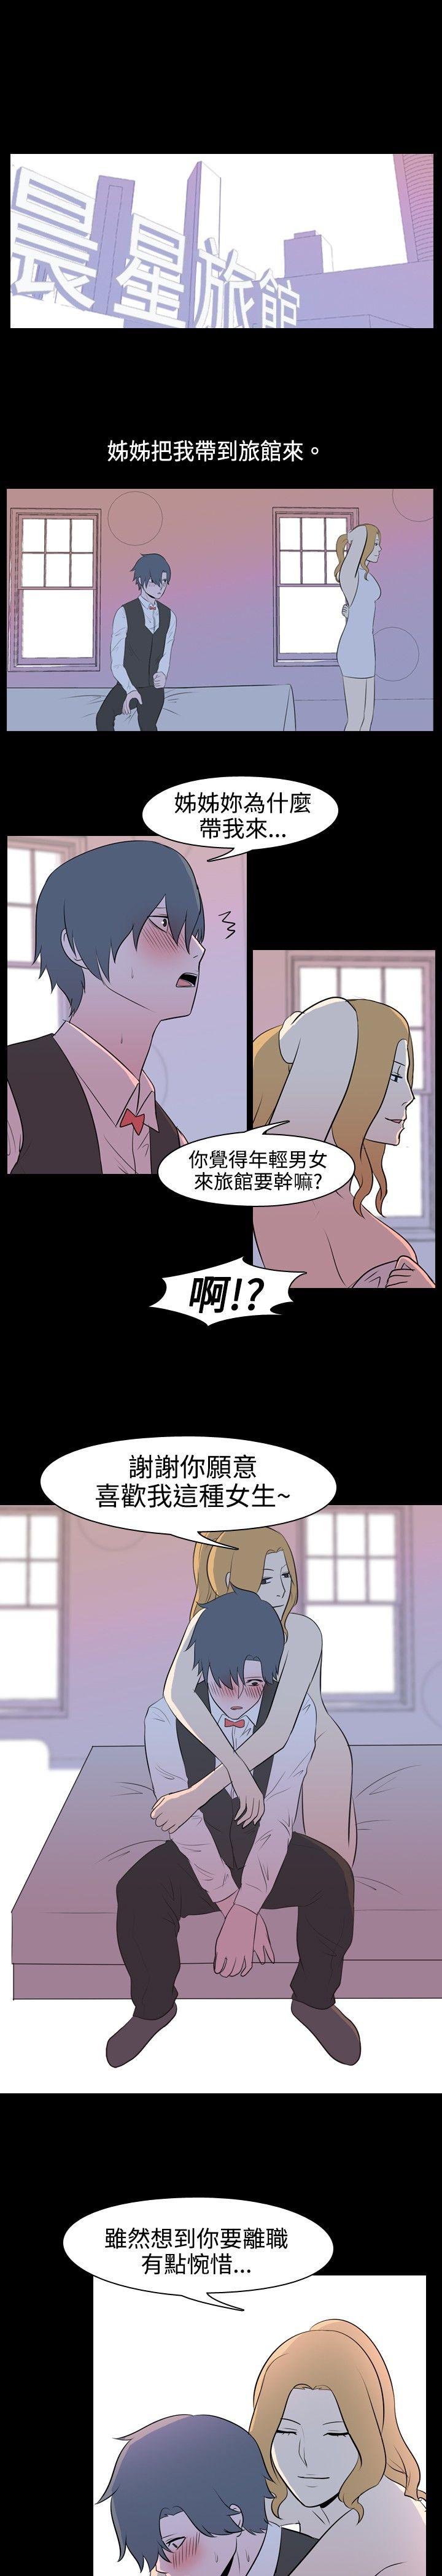 晨星旅館
姊姊把我帶到旅館來。
姊姊妳為什麼
帶我來...
你覺得年輕男女
來旅館要幹嘛?
啊!?
謝謝你願意
喜歡我這種女生~
雖然想到你要離職
有點惋惜...